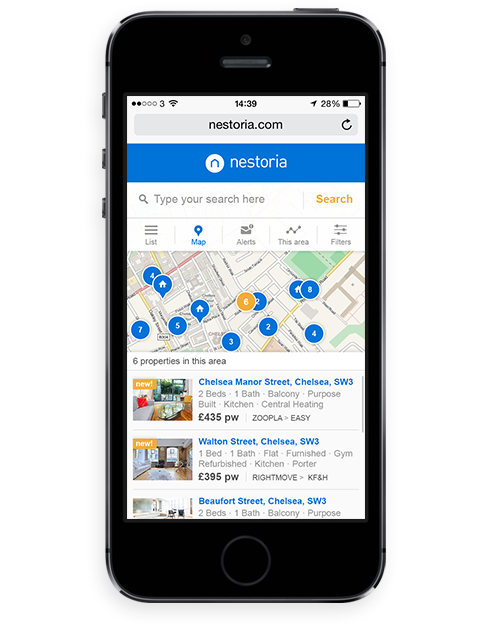 3 14:39 28%
nestoria.com
nestoria
Type your search here Search
List Map Alerts This area Filters
4
8
6 2
7 5 2 4
3
6 properties in this area
new! Chelsea Manor Street, Chelsea, SW3
2 Beds · 1 Bath · Balcony · Purpose
Built · Kitchen · Central Heating
£435 pw ZOOPLA > EASY
new! Walton Street, Chelsea, SW3
1 Bed · 1 Bath · Flat · Furnished · Gym
Refurbished · Kitchen · Porter
£395 pw RIGHTMOVE > KF&H
Beaufort Street, Chelsea, SW3
2 Beds · 1 Bath · Balcony · Purpose